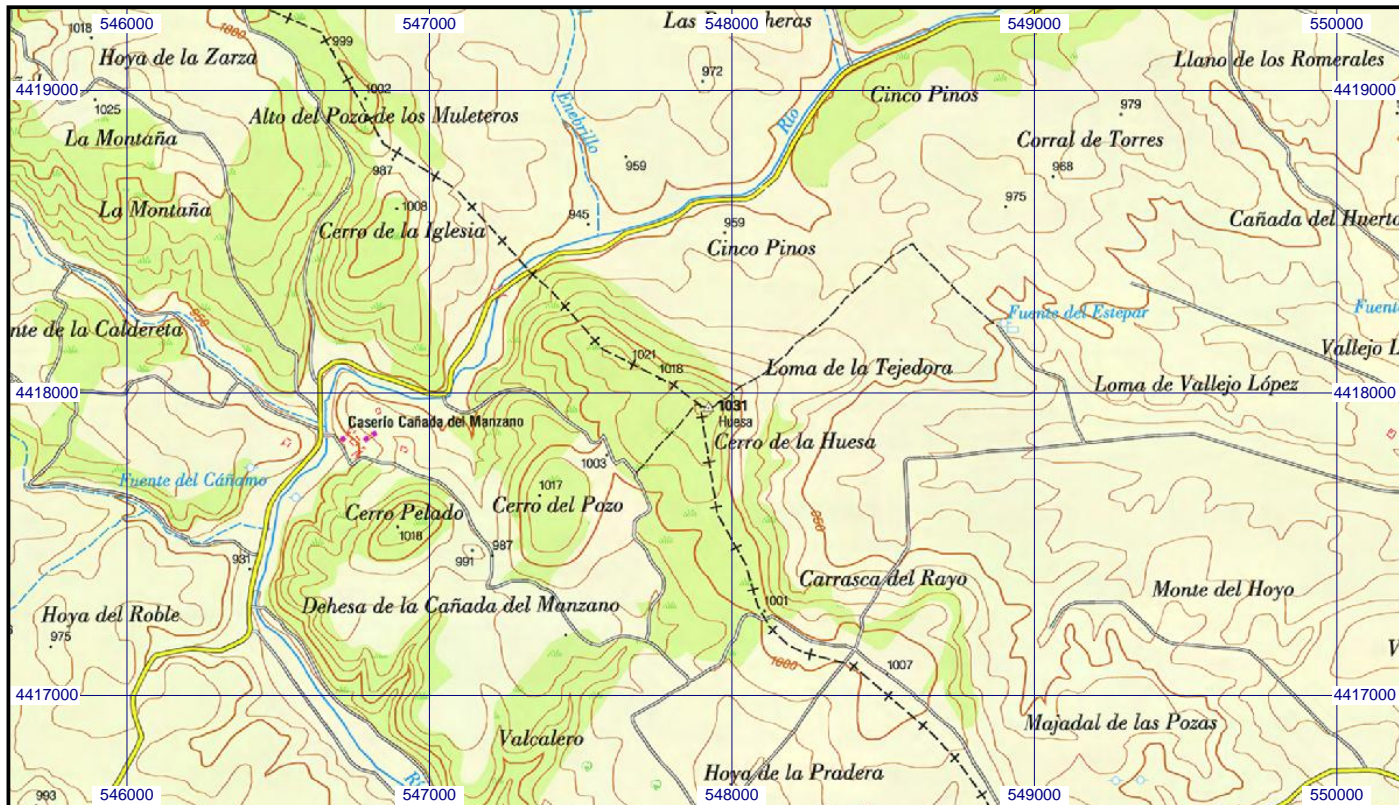 546000
547000
548000
549000
550000
1018
1000
999
Hoya de la Zarza
972
Llano de los Romerales
4419000
4419000
1002
1025
Cinco Pinos
979
Alto del Pozo de los Muleteros
Enebrillo
Río
La Montaña
Corral de Torres
959
987
968
La Montaña
1008
945
975
959
Cañada del Huerto
Cerro de la Iglesia
Cinco Pinos
950
Fuente del Estepar
Fuent
nte de la Caldereta
1021
Vallejo L
1018
Loma de la Tejedora
Loma de Vallejo López
4418000
4418000
1031
Huesa
Caserío Cañada del Manzano
Cerro de la Huesa
1003
Fuente del Cáñamo
1017
Cerro del Pozo
Cerro Pelado
1018
950
987
991
931
Carrasca del Rayo
Monte del Hoyo
Dehesa de la Cañada del Manzano
1001
Hoya del Roble
975
1000
1007
4417000
4417000
Majadal de las Pozas
Valcalero
Hoya de la Pradera
Rí
993
546000
547000
548000
549000
550000